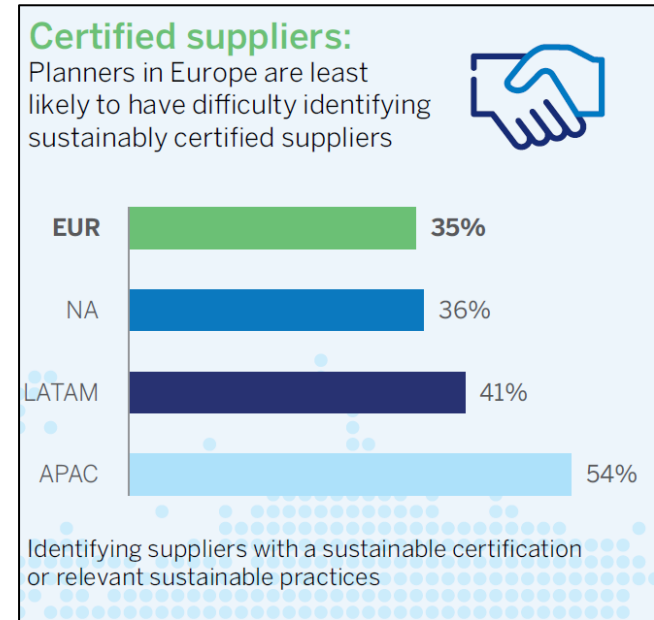 Certified suppliers:
Planners in Europe are least
likely to have difficulty identifying
sustainably certified suppliers
EUR 35%
NA 36%
LATAM 41%
APAC 54%
Identifying suppliers with a sustainable certification
or relevant sustainable practices